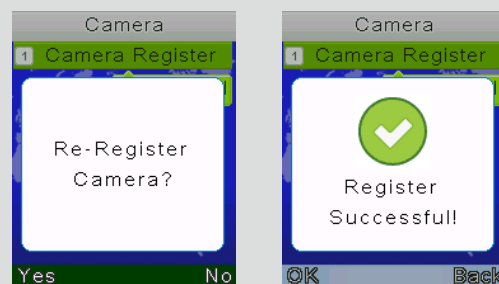 Camera
1 Camera Register
Re-Register
Camera?
Yes No
Camera
1 Camera Register
Register
Successful!
OK Back